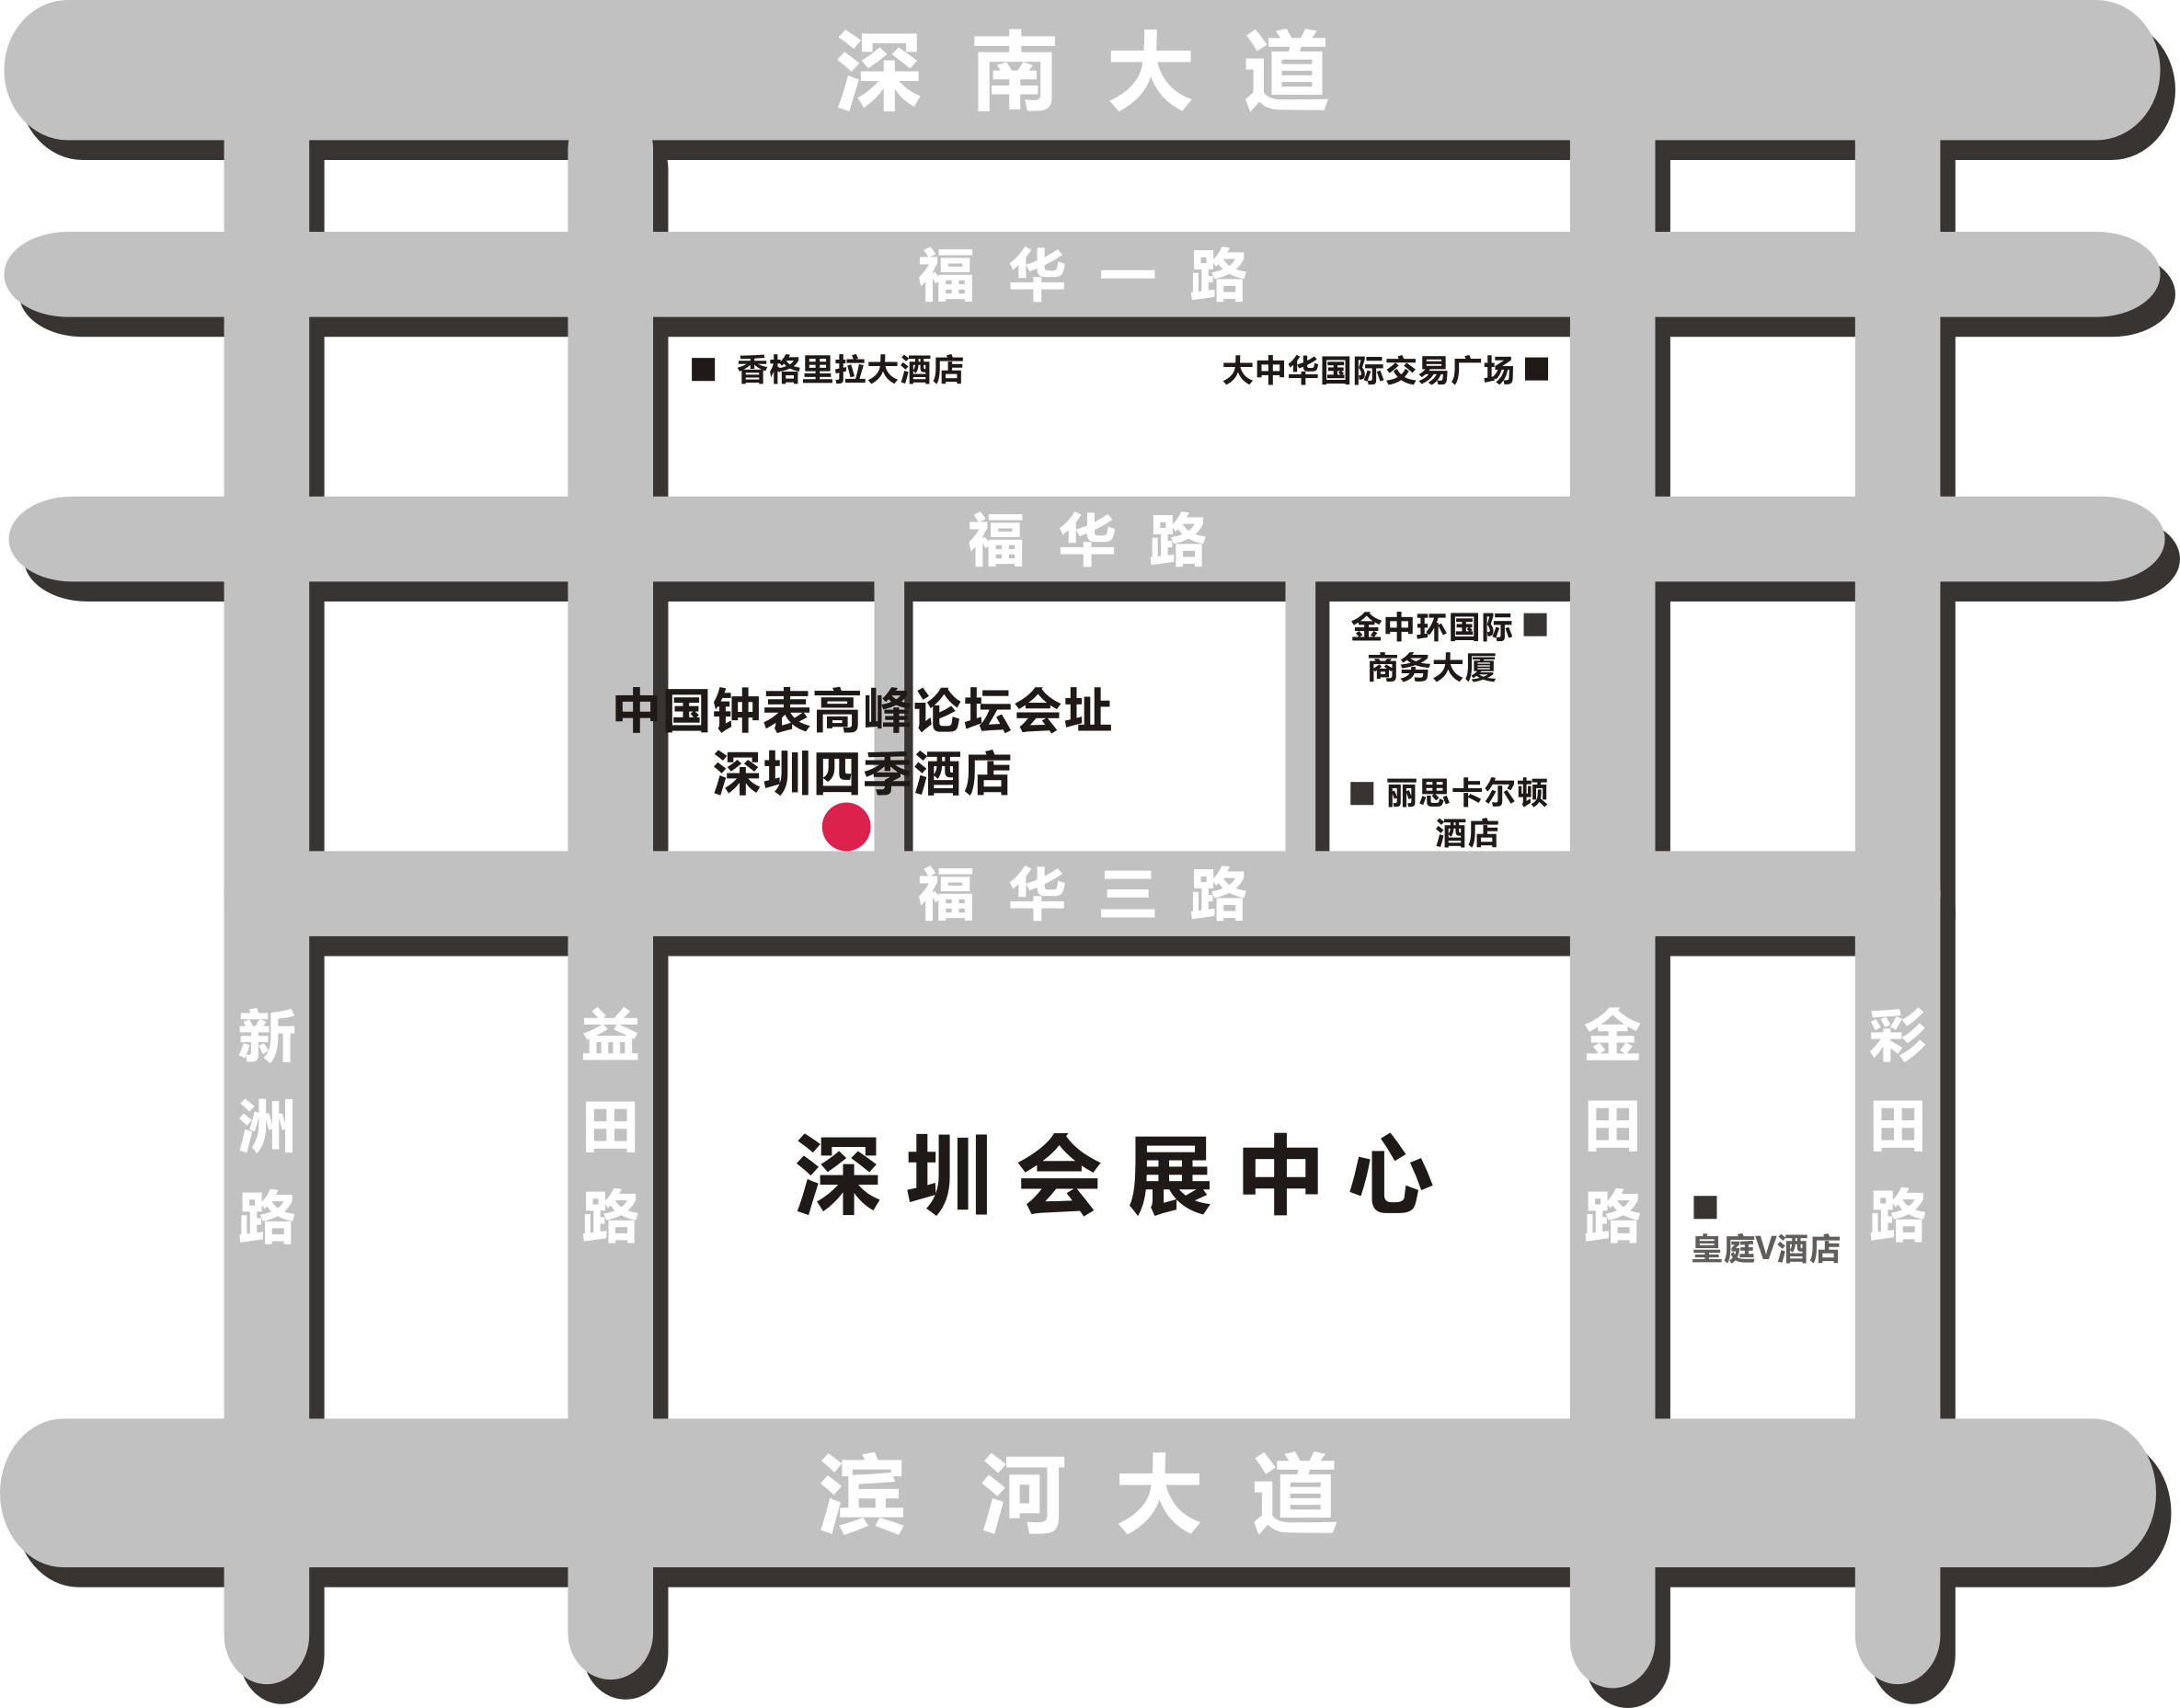 深南大道
福华一路
香格里拉大酒店
大中华国际交易广场
福华路
金中环国际
商务大厦
中国钟表高峰论坛会址
深圳四季酒店
丽思卡尔顿
酒店
福华三路
新洲路
益田路
金田路
彩田路
深圳会展中心
星河大道V酒店
滨河大道